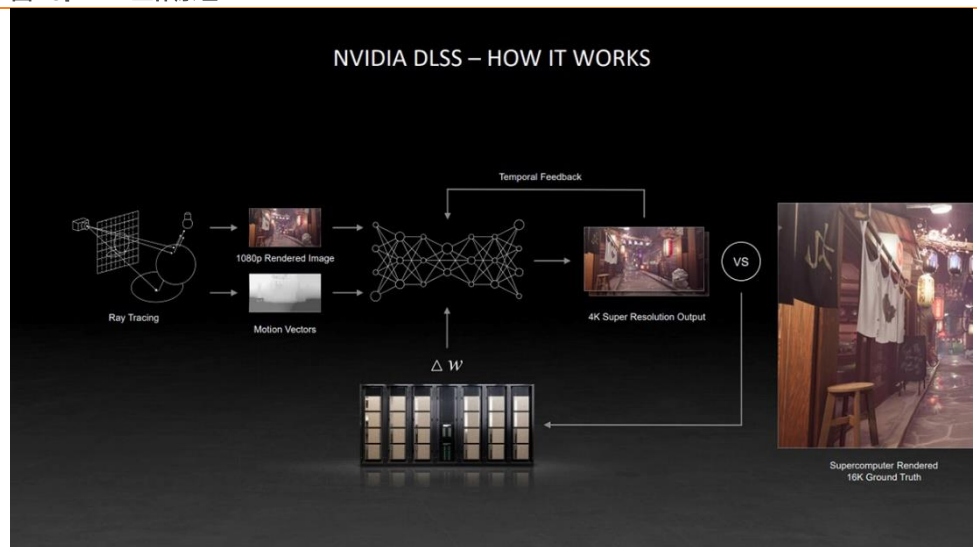 NVIDIA DLSS – HOW IT WORKS
Temporal Feedback
1080p Rendered Image
VS
Ray Tracing
Motion Vectors
4K Super Resolution Output
△ W
Supercomputer Rendered
16K Ground Truth